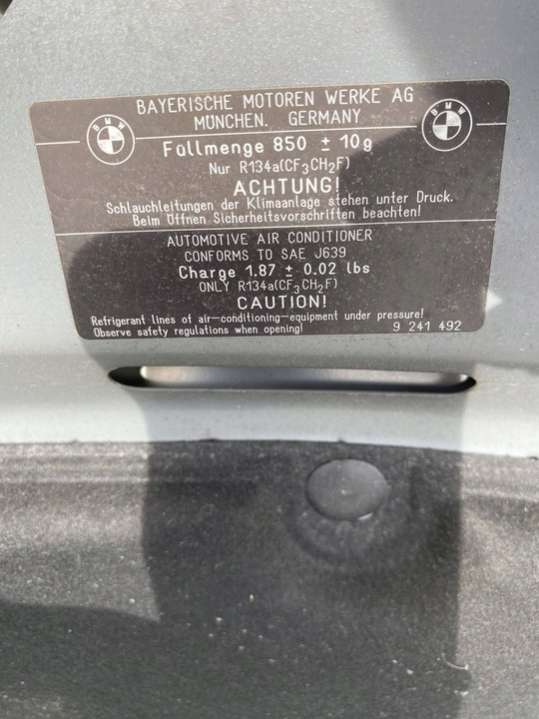 BAYERISCHE MOTOREN WERKE AG
MÜNCHEN. GERMANY
BMW
BMW
Füllmenge 850 ± 10g
Nur R134a(CF₃CH₂F)
ACHTUNG!
Schlauchleitungen der Klimaanlage stehen unter Druck.
Beim Öffnen Sicherheitsvorschriften beachten!
AUTOMOTIVE AIR CONDITIONER
CONFORMS TO SAE J639
Charge 1.87 ± 0.02 lbs
ONLY R134a(CF₃CH₂F)
CAUTION!
Refrigerant lines of air-conditioning-equipment under pressure!
Observe safety regulations when opening!
9 241 492